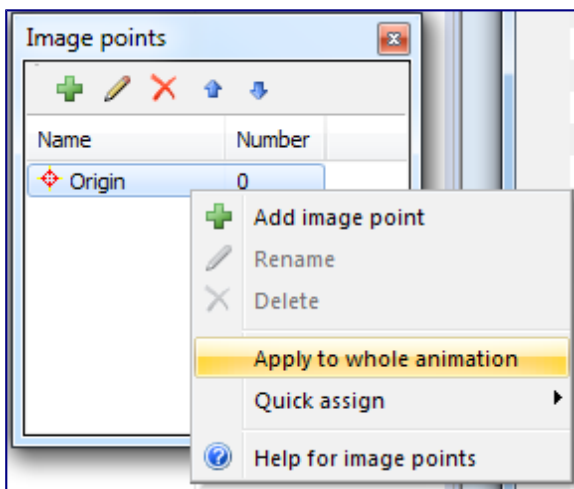 Image points
Name Number
Origin 0
Add image point
Rename
Delete
Apply to whole animation
Quick assign
Help for image points